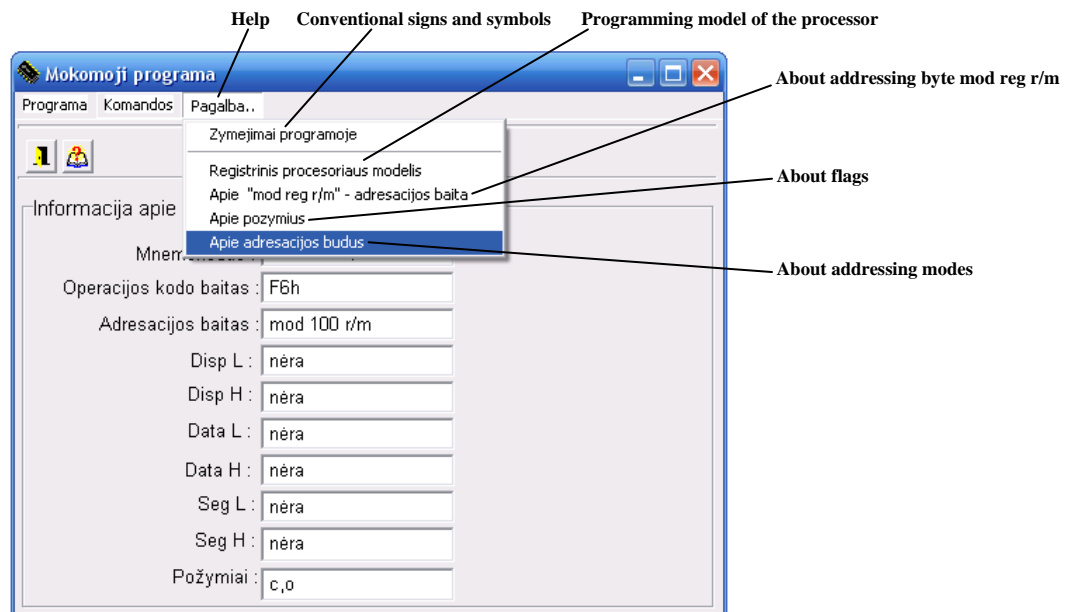 Help Conventional signs and symbols Programming model of the processor
Mokomoji programa
About addressing byte mod reg r/m
Programa Komandos Pagalba..
Zymejimai programoje
Registrinis procesoriaus modelis
Apie "mod reg r/m" - adresacijos baita
About flags
Apie pozymius
Informacija apie
Apie adresacijos budus
About addressing modes
Operacijos kodo baitas : F6h
Adresacijos baitas : mod 100 r/m
Disp L : nėra
Disp H : nėra
Data L : nėra
Data H : nėra
Seg L : nėra
Seg H : nėra
Požymiai : c,o